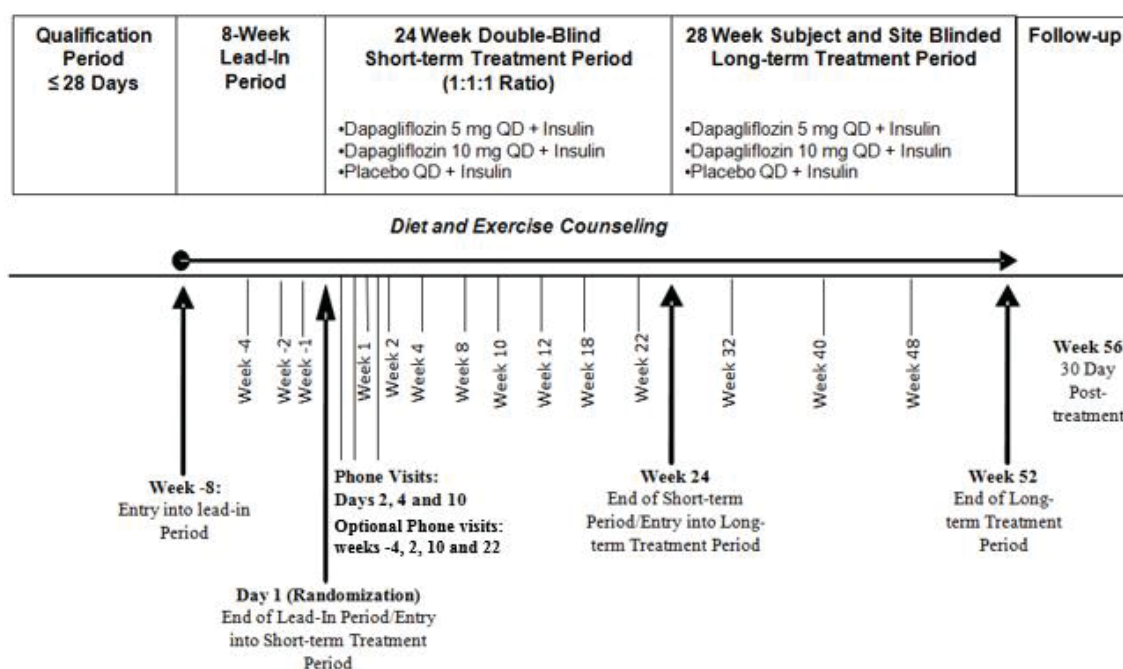 Qualification
Period
≤ 28 Days
8-Week
Lead-In
Period
24 Week Double-Blind
Short-term Treatment Period
(1:1:1 Ratio)
•Dapagliflozin 5 mg QD + Insulin
•Dapagliflozin 10 mg QD + Insulin
•Placebo QD + Insulin
28 Week Subject and Site Blinded
Long-term Treatment Period
•Dapagliflozin 5 mg QD + Insulin
•Dapagliflozin 10 mg QD + Insulin
•Placebo QD + Insulin
Follow-up
Diet and Exercise Counseling
Week -4
Week -2
Week -1
Week 1
Week 2
Week 4
Week 8
Week 10
Week 12
Week 18
Week 22
Week 32
Week 40
Week 48
Week 56
30 Day
Post-
treatment
Week -8:
Entry into lead-in
Period
Phone Visits:
Days 2, 4 and 10
Optional Phone visits:
weeks -4, 2, 10 and 22
Week 24
End of Short-term
Period/Entry into Long-
term Treatment Period
Week 52
End of Long-
term Treatment
Period
Day 1 (Randomization)
End of Lead-In Period/Entry
into Short-term Treatment
Period